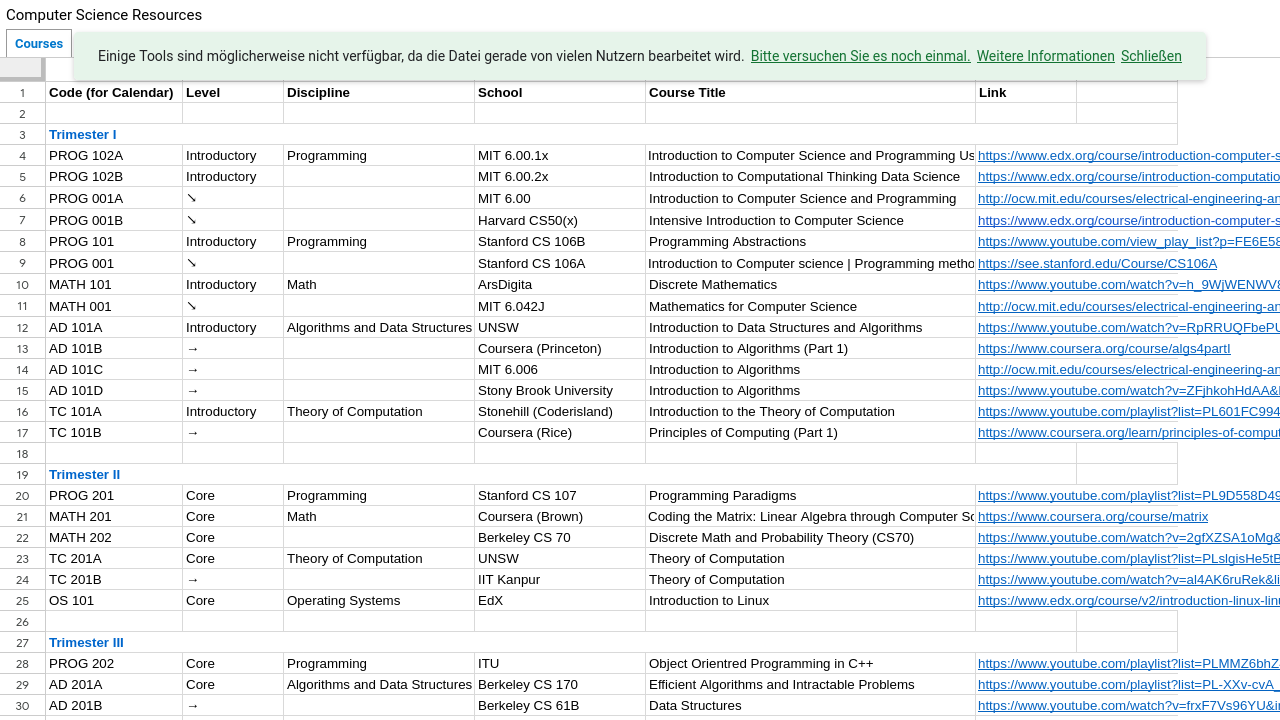 Computer Science Resources
Courses
Einige Tools sind möglicherweise nicht verfügbar, da die Datei gerade von vielen Nutzern bearbeitet wird. Bitte versuchen Sie es noch einmal. Weitere Informationen Schließen
1 Code (for Calendar) Level Discipline School Course Title Link
2
3 Trimester I
4 PROG 102A Introductory Programming MIT 6.00.1x Introduction to Computer Science and Programming Us https://www.edx.org/course/introduction-computer-s
5 PROG 102B Introductory MIT 6.00.2x Introduction to Computational Thinking Data Science https://www.edx.org/course/introduction-computatio
6 PROG 001A ↘ MIT 6.00 Introduction to Computer Science and Programming http://ocw.mit.edu/courses/electrical-engineering-an
7 PROG 001B ↘ Harvard CS50(x) Intensive Introduction to Computer Science https://www.edx.org/course/introduction-computer-s
8 PROG 101 Introductory Programming Stanford CS 106B Programming Abstractions https://www.youtube.com/view_play_list?p=FE6E58
9 PROG 001 ↘ Stanford CS 106A Introduction to Computer science | Programming metho https://see.stanford.edu/Course/CS106A
10 MATH 101 Introductory Math ArsDigita Discrete Mathematics https://www.youtube.com/watch?v=h_9WjWENWV8
11 MATH 001 ↘ MIT 6.042J Mathematics for Computer Science http://ocw.mit.edu/courses/electrical-engineering-an
12 AD 101A Introductory Algorithms and Data Structures UNSW Introduction to Data Structures and Algorithms https://www.youtube.com/watch?v=RpRRUQFbePU
13 AD 101B → Coursera (Princeton) Introduction to Algorithms (Part 1) https://www.coursera.org/course/algs4partI
14 AD 101C → MIT 6.006 Introduction to Algorithms http://ocw.mit.edu/courses/electrical-engineering-an
15 AD 101D → Stony Brook University Introduction to Algorithms https://www.youtube.com/watch?v=ZFjhkohHdAA&
16 TC 101A Introductory Theory of Computation Stonehill (Coderisland) Introduction to the Theory of Computation https://www.youtube.com/playlist?list=PL601FC994
17 TC 101B → Coursera (Rice) Principles of Computing (Part 1) https://www.coursera.org/learn/principles-of-comput
18
19 Trimester II
20 PROG 201 Core Programming Stanford CS 107 Programming Paradigms https://www.youtube.com/playlist?list=PL9D558D49
21 MATH 201 Core Math Coursera (Brown) Coding the Matrix: Linear Algebra through Computer Sc https://www.coursera.org/course/matrix
22 MATH 202 Core Berkeley CS 70 Discrete Math and Probability Theory (CS70) https://www.youtube.com/watch?v=2gfXZSA1oMg&
23 TC 201A Core Theory of Computation UNSW Theory of Computation https://www.youtube.com/playlist?list=PLslgisHe5tB
24 TC 201B → IIT Kanpur Theory of Computation https://www.youtube.com/watch?v=al4AK6ruRek&li
25 OS 101 Core Operating Systems EdX Introduction to Linux https://www.edx.org/course/v2/introduction-linux-linu
26
27 Trimester III
28 PROG 202 Core Programming ITU Object Orientred Programming in C++ https://www.youtube.com/playlist?list=PLMMZ6bhZ
29 AD 201A Core Algorithms and Data Structures Berkeley CS 170 Efficient Algorithms and Intractable Problems https://www.youtube.com/playlist?list=PL-XXv-cvA_
30 AD 201B → Berkeley CS 61B Data Structures https://www.youtube.com/watch?v=frxF7Vs96YU&i